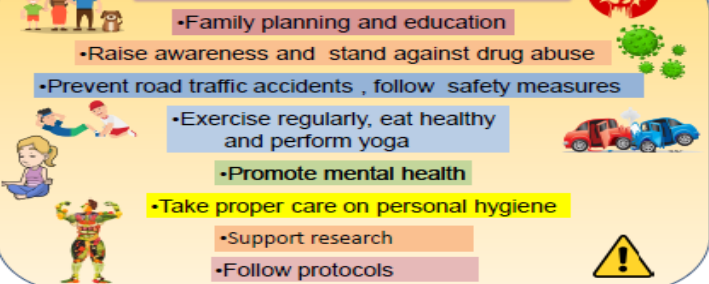 •Family planning and education
•Raise awareness and stand against drug abuse
•Prevent road traffic accidents , follow safety measures
•Exercise regularly, eat healthy
and perform yoga
•Promote mental health
•Take proper care on personal hygiene
•Support research
•Follow protocols